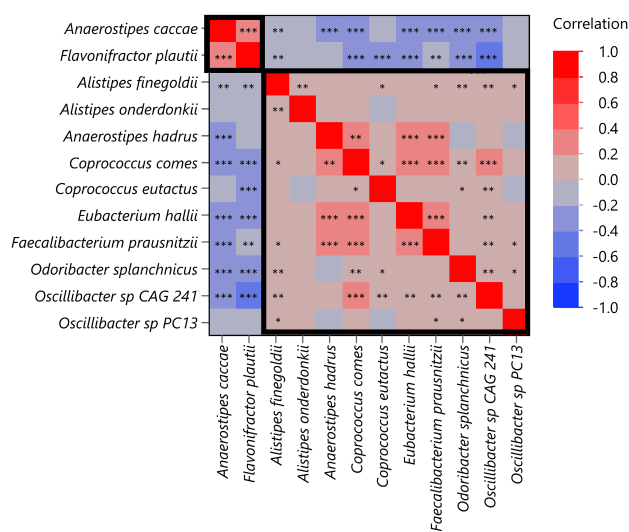 Correlation
Anaerostipes caccae ** *** *** *** *** *** *** 
Flavonifractor plautii *** ** *** *** *** ** *** ***
Alistipes finegoldii ** ** ** * * ** ** *
Alistipes onderdonkii **
Anaerostipes hadrus *** ** *** ***
Coprococcus comes *** *** * ** * *** *** ** ***
Coprococcus eutactus *** * * **
Eubacterium hallii *** *** *** *** *** **
Faecalibacterium prausnitzii *** ** * *** *** *** ** *
Odoribacter splanchnicus *** *** ** ** * ** *
Oscillibacter sp CAG 241 *** *** ** *** ** ** ** **
Oscillibacter sp PC13 * * *
1.0
0.8
0.6
0.4
0.2
0.0
-0.2
-0.4
-0.6
-0.8
-1.0
Anaerostipes caccae
Flavonifractor plautii
Alistipes finegoldii
Alistipes onderdonkii
Anaerostipes hadrus
Coprococcus comes
Coprococcus eutactus
Eubacterium hallii
Faecalibacterium prausnitzii
Odoribacter splanchnicus
Oscillibacter sp CAG 241
Oscillibacter sp PC13